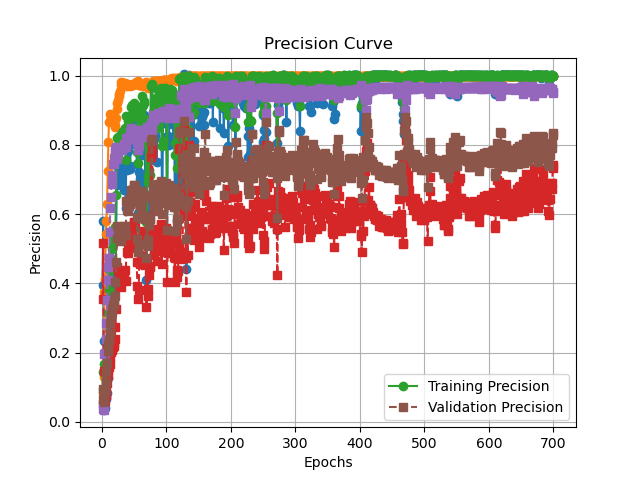 Precision Curve
1.0
0.8
0.6
0.4
0.2
0.0
Precision
0 100 200 300 400 500 600 700
Epochs
Training Precision
Validation Precision